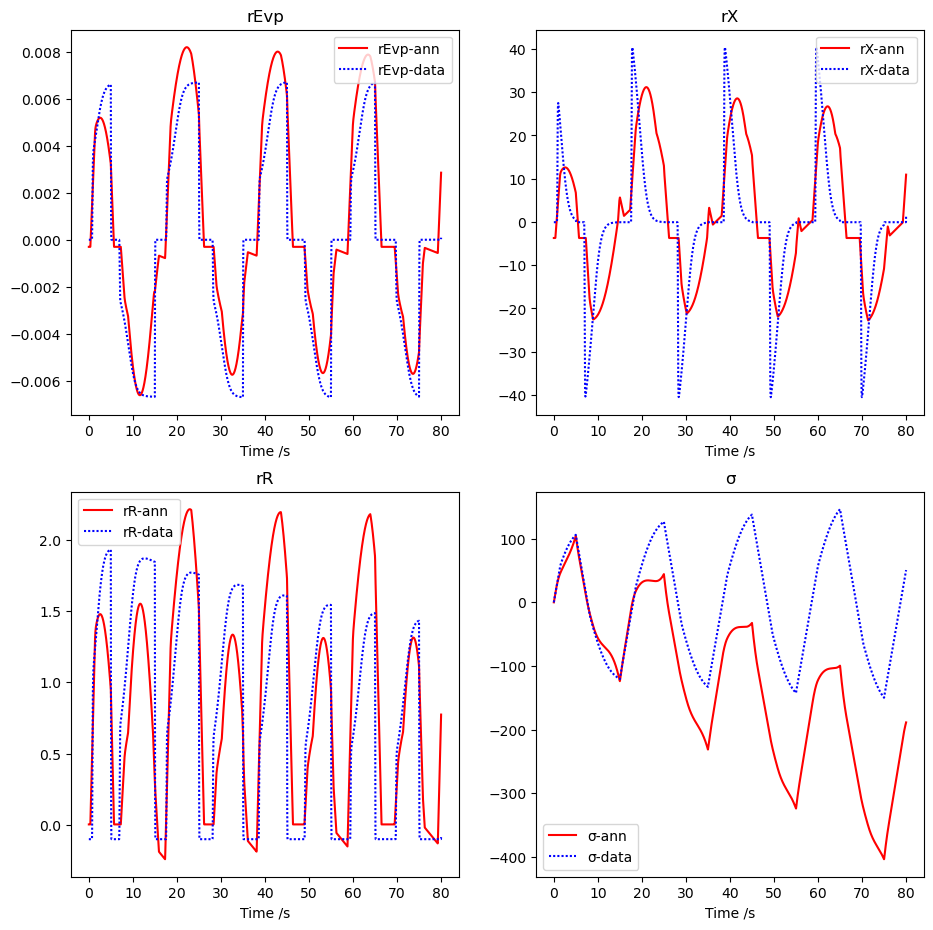 rEvp
rEvp-ann
rEvp-data
0.008
0.006
0.004
0.002
0.000
−0.002
−0.004
−0.006
0 10 20 30 40 50 60 70 80
Time /s
rX
rX-ann
rX-data
40
30
20
10
0
−10
−20
−30
−40
0 10 20 30 40 50 60 70 80
Time /s
rR
rR-ann
rR-data
2.0
1.5
1.0
0.5
0.0
0 10 20 30 40 50 60 70 80
Time /s
σ
100
0
−100
−200
−300
−400
σ-ann
σ-data
0 10 20 30 40 50 60 70 80
Time /s